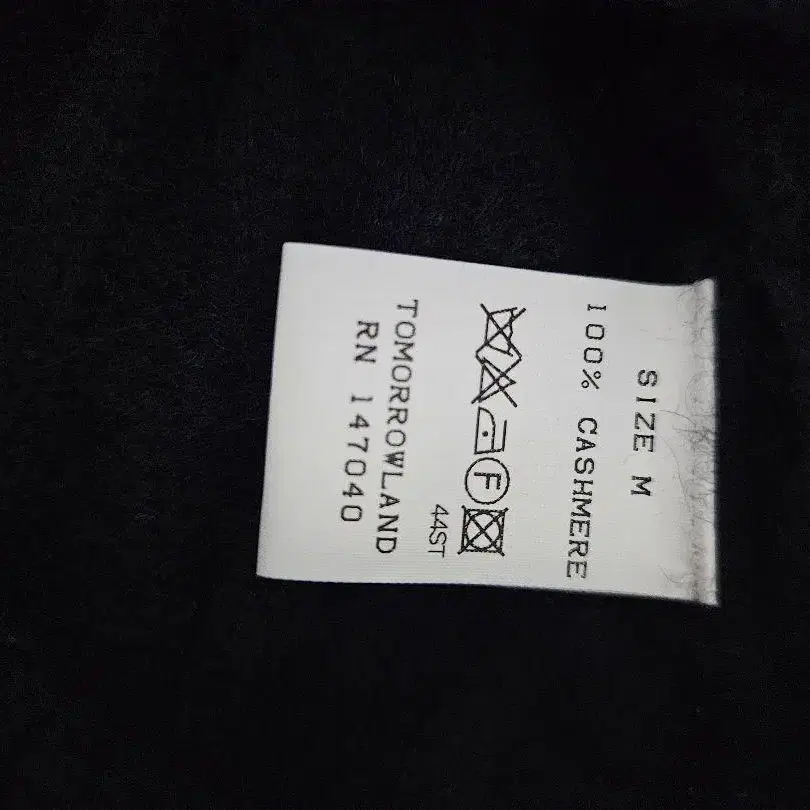 SIZE M
100% CASHMERE
F
44ST
TOMORROWLAND
RN 147040